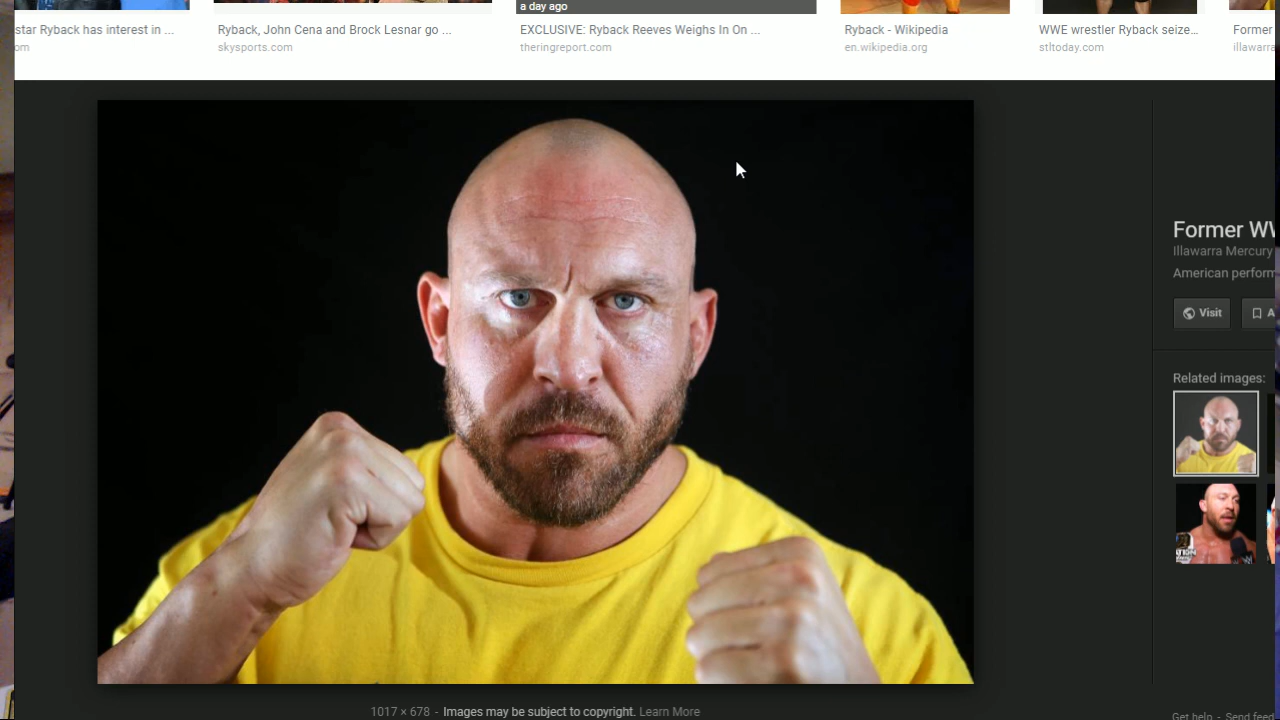 a day ago
star Ryback has interest in ...
Ryback, John Cena and Brock Lesnar go ...
EXCLUSIVE: Ryback Reeves Weighs In On ...
Ryback - Wikipedia
WWE wrestler Ryback seize...
Former
om
skysports.com
theringreport.com
en.wikipedia.org
stltoday.com
illawarra
Former WW
Illawarra Mercury
American perform
Visit
A
Related images:
1017 × 678 - Images may be subject to copyright. Learn More
Get help - Send feed